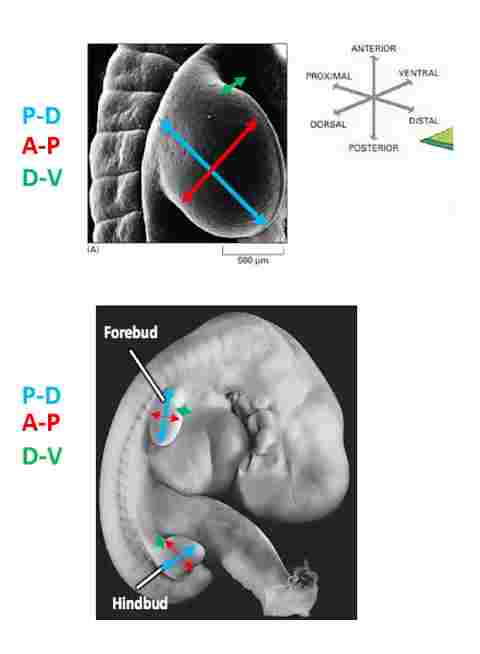 ANTERIOR
PROXIMAL
VENTRAL
DORSAL
DISTAL
POSTERIOR
P-D
A-P
D-V
(A)
500 µm
Forebud
P-D
A-P
D-V
Hindbud